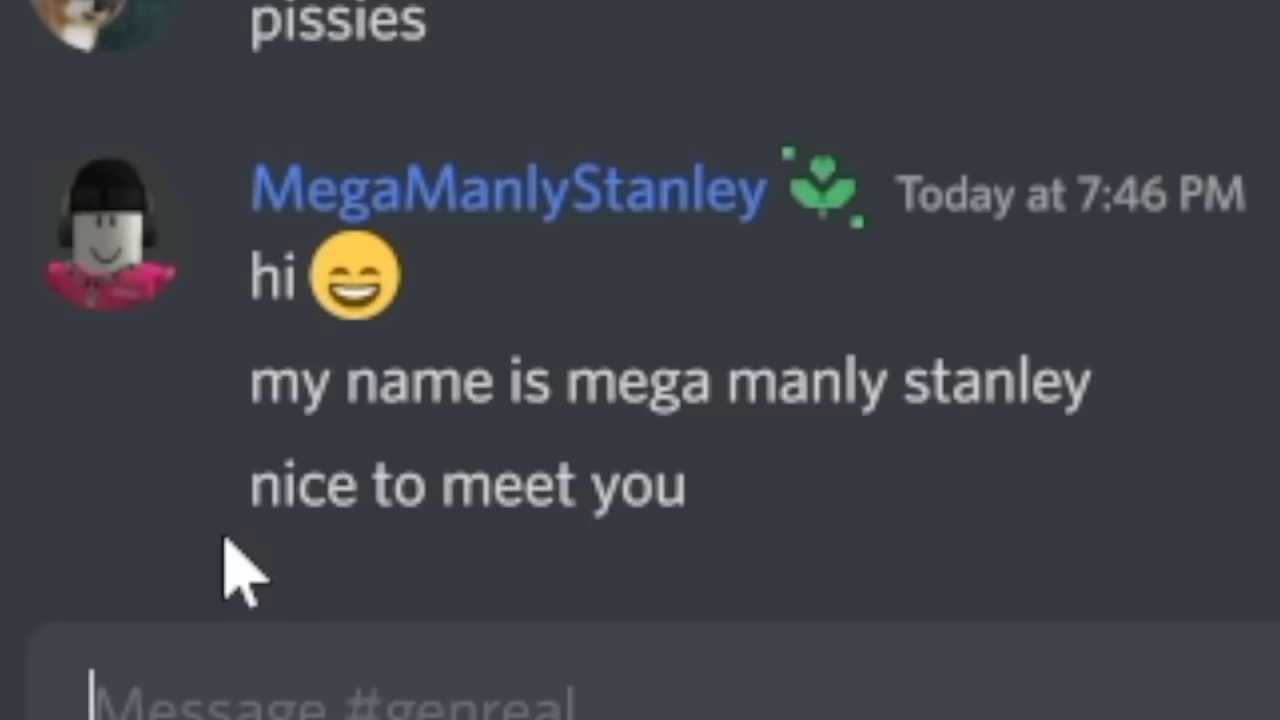 pissies
MegaManlyStanley Today at 7:46 PM
hi 😄
my name is mega manly stanley
nice to meet you
Message #genreal